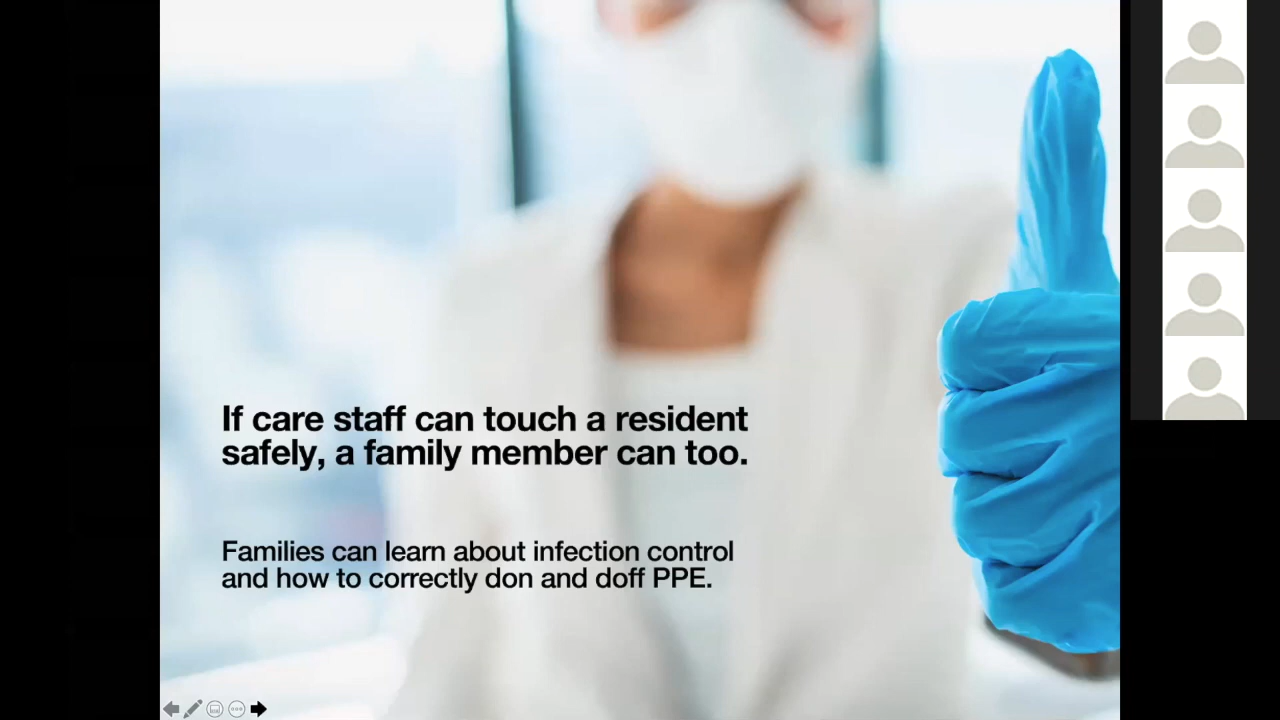 If care staff can touch a resident
safely, a family member can too.
Families can learn about infection control
and how to correctly don and doff PPE.